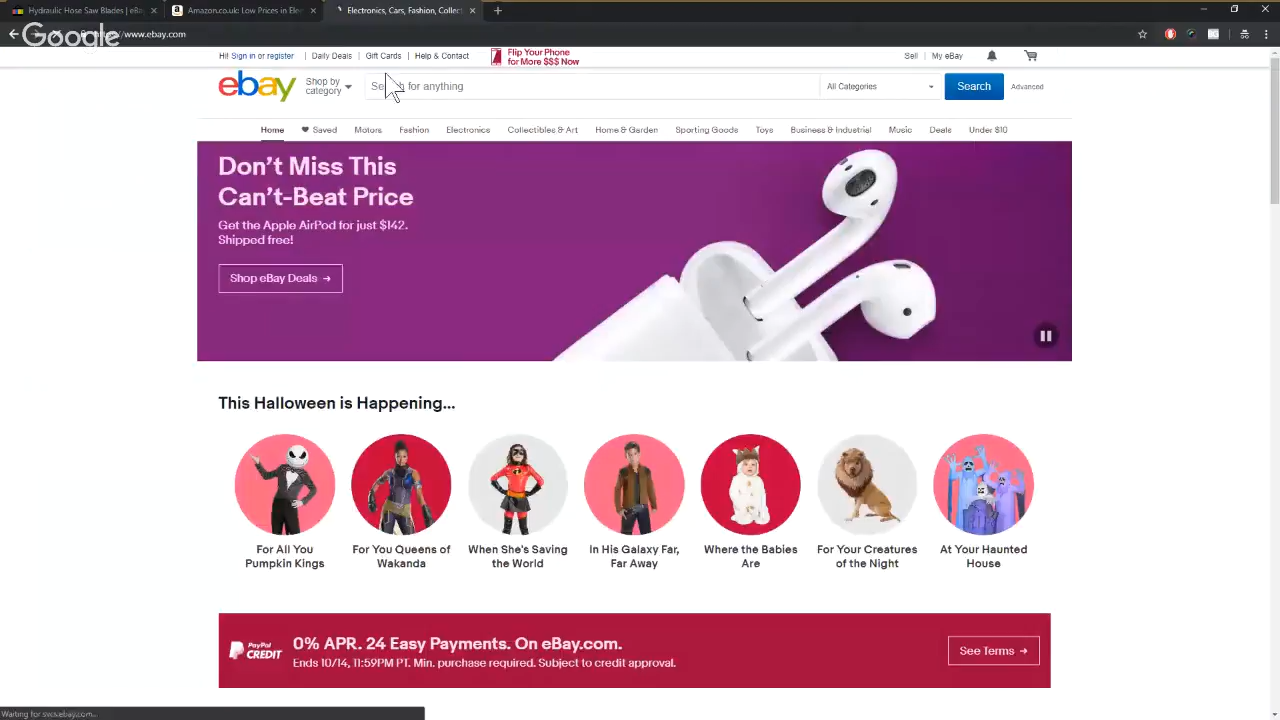 Hydraulic Hose Saw Blades | eBa
Amazon.co.uk: Low Prices in Elec
Electronics, Cars, Fashion, Collect
Google
www.ebay.com
Hi! Sign in or register
Daily Deals
Gift Cards
Help & Contact
Flip Your Phone
for More $$$ Now
Sell
My eBay
ebay
Shop by
category
Search for anything
All Categories
Search
Advanced
Home
Saved
Motors
Fashion
Electronics
Collectibles & Art
Home & Garden
Sporting Goods
Toys
Business & Industrial
Music
Deals
Under $10
Don't Miss This
Can't-Beat Price
Get the Apple AirPod for just $142.
Shipped free!
Shop eBay Deals →
This Halloween is Happening...
For All You
Pumpkin Kings
For You Queens of
Wakanda
When She's Saving
the World
In His Galaxy Far,
Far Away
Where the Babies
Are
For Your Creatures
of the Night
At Your Haunted
House
PayPal
CREDIT
0% APR. 24 Easy Payments. On eBay.com.
Ends 10/14, 11:59PM PT. Min. purchase required. Subject to credit approval.
See Terms →